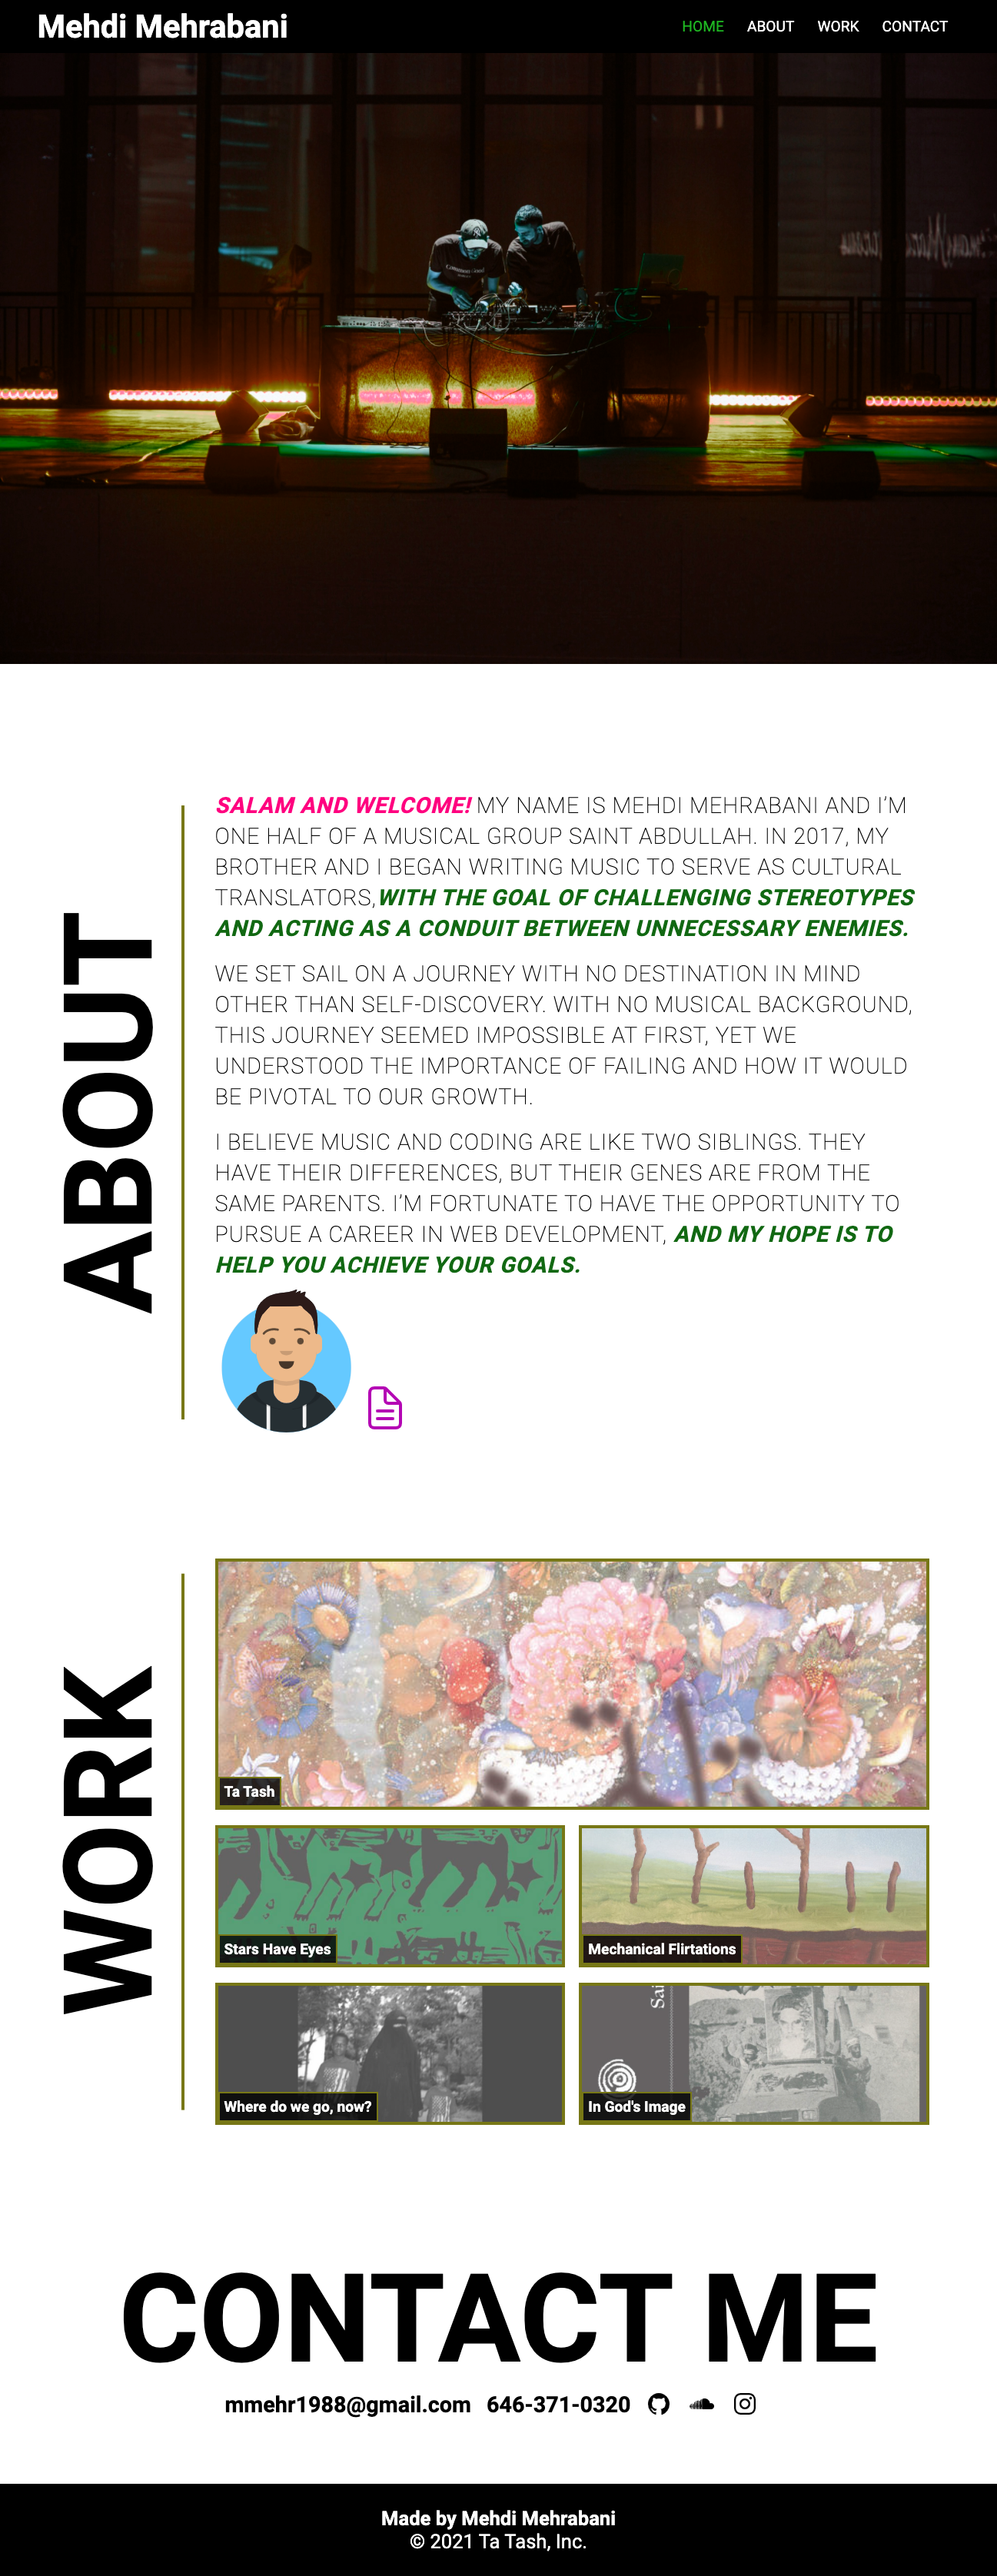 Mehdi Mehrabani
HOME ABOUT WORK CONTACT
ABOUT
SALAM AND WELCOME! MY NAME IS MEHDI MEHRABANI AND I'M
ONE HALF OF A MUSICAL GROUP SAINT ABDULLAH. IN 2017, MY
BROTHER AND I BEGAN WRITING MUSIC TO SERVE AS CULTURAL
TRANSLATORS,WITH THE GOAL OF CHALLENGING STEREOTYPES
AND ACTING AS A CONDUIT BETWEEN UNNECESSARY ENEMIES.
WE SET SAIL ON A JOURNEY WITH NO DESTINATION IN MIND
OTHER THAN SELF-DISCOVERY. WITH NO MUSICAL BACKGROUND,
THIS JOURNEY SEEMED IMPOSSIBLE AT FIRST, YET WE
UNDERSTOOD THE IMPORTANCE OF FAILING AND HOW IT WOULD
BE PIVOTAL TO OUR GROWTH.
I BELIEVE MUSIC AND CODING ARE LIKE TWO SIBLINGS. THEY
HAVE THEIR DIFFERENCES, BUT THEIR GENES ARE FROM THE
SAME PARENTS. I'M FORTUNATE TO HAVE THE OPPORTUNITY TO
PURSUE A CAREER IN WEB DEVELOPMENT, AND MY HOPE IS TO
HELP YOU ACHIEVE YOUR GOALS.
WORK
Ta Tash
Stars Have Eyes
Mechanical Flirtations
Where do we go, now?
Sai
In God's Image
CONTACT ME
mmehr1988@gmail.com 646-371-0320
Made by Mehdi Mehrabani
© 2021 Ta Tash, Inc.